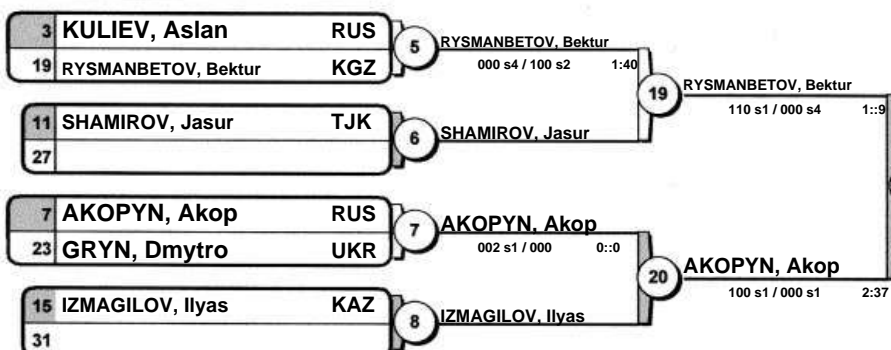 3 KULIEV, Aslan RUS
19 RYSMANBETOV, Bektur KGZ
5
RYSMANBETOV, Bektur
000 s4 / 100 s2 1:40
11 SHAMIROV, Jasur TJK
27
6
SHAMIROV, Jasur
19
RYSMANBETOV, Bektur
110 s1 / 000 s4 1::9
7 AKOPYN, Akop RUS
23 GRYN, Dmytro UKR
7
AKOPYN, Akop
002 s1 / 000 0::0
15 IZMAGILOV, Ilyas KAZ
31
8
IZMAGILOV, Ilyas
20
AKOPYN, Akop
100 s1 / 000 s1 2:37